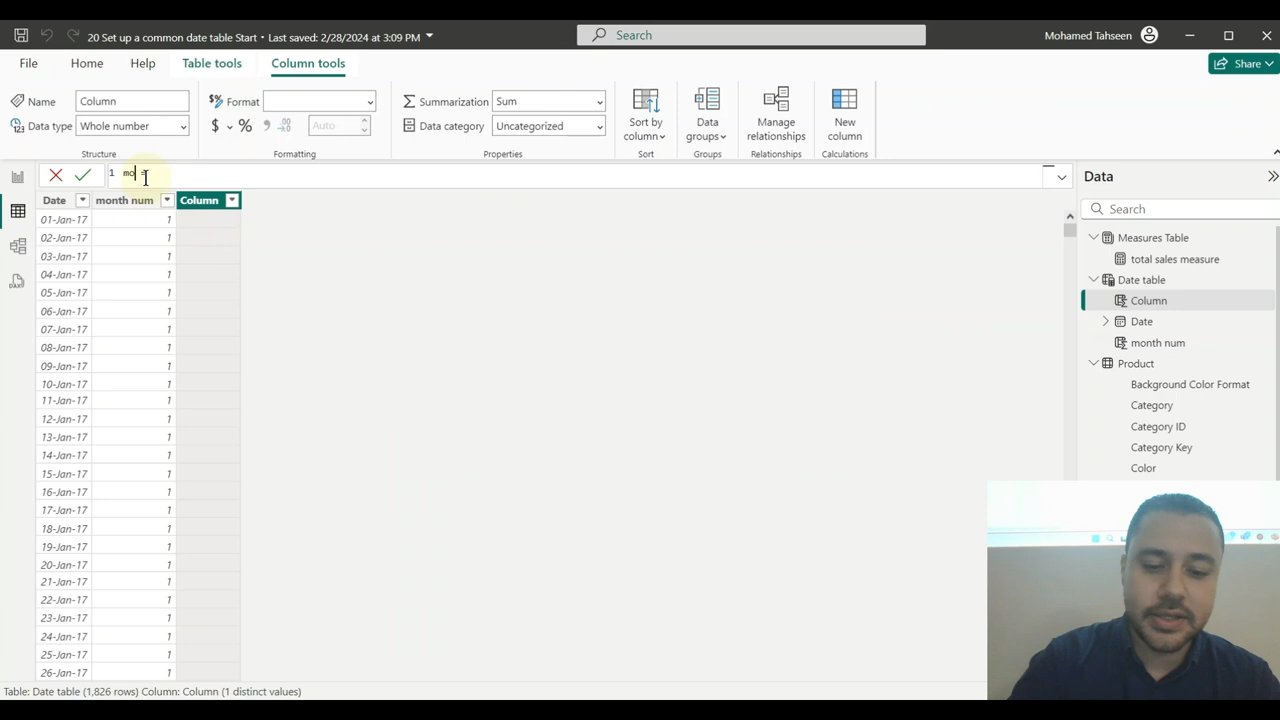 20 Set up a common date table Start • Last saved: 2/28/2024 at 3:09 PM
Search
Mohamed Tahseen
File
Home
Help
Table tools
Column tools
Share
Name
Column
Data type
Whole number
Structure
Format
$
%
Auto
Formatting
Summarization
Sum
Data category
Uncategorized
Properties
Sort by
column
Sort
Data
groups
Groups
Manage
relationships
Relationships
New
column
Calculations
1 mo =
Date
month num
Column
01-Jan-17 1
02-Jan-17 1
03-Jan-17 1
04-Jan-17 1
05-Jan-17 1
06-Jan-17 1
07-Jan-17 1
08-Jan-17 1
09-Jan-17 1
10-Jan-17 1
11-Jan-17 1
12-Jan-17 1
13-Jan-17 1
14-Jan-17 1
15-Jan-17 1
16-Jan-17 1
17-Jan-17 1
18-Jan-17 1
19-Jan-17 1
20-Jan-17 1
21-Jan-17 1
22-Jan-17 1
23-Jan-17 1
24-Jan-17 1
25-Jan-17 1
26-Jan-17 1
Data
Search
Measures Table
total sales measure
Date table
Column
Date
month num
Product
Background Color Format
Category
Category ID
Category Key
Color
Table: Date table (1,826 rows) Column: Column (1 distinct values)